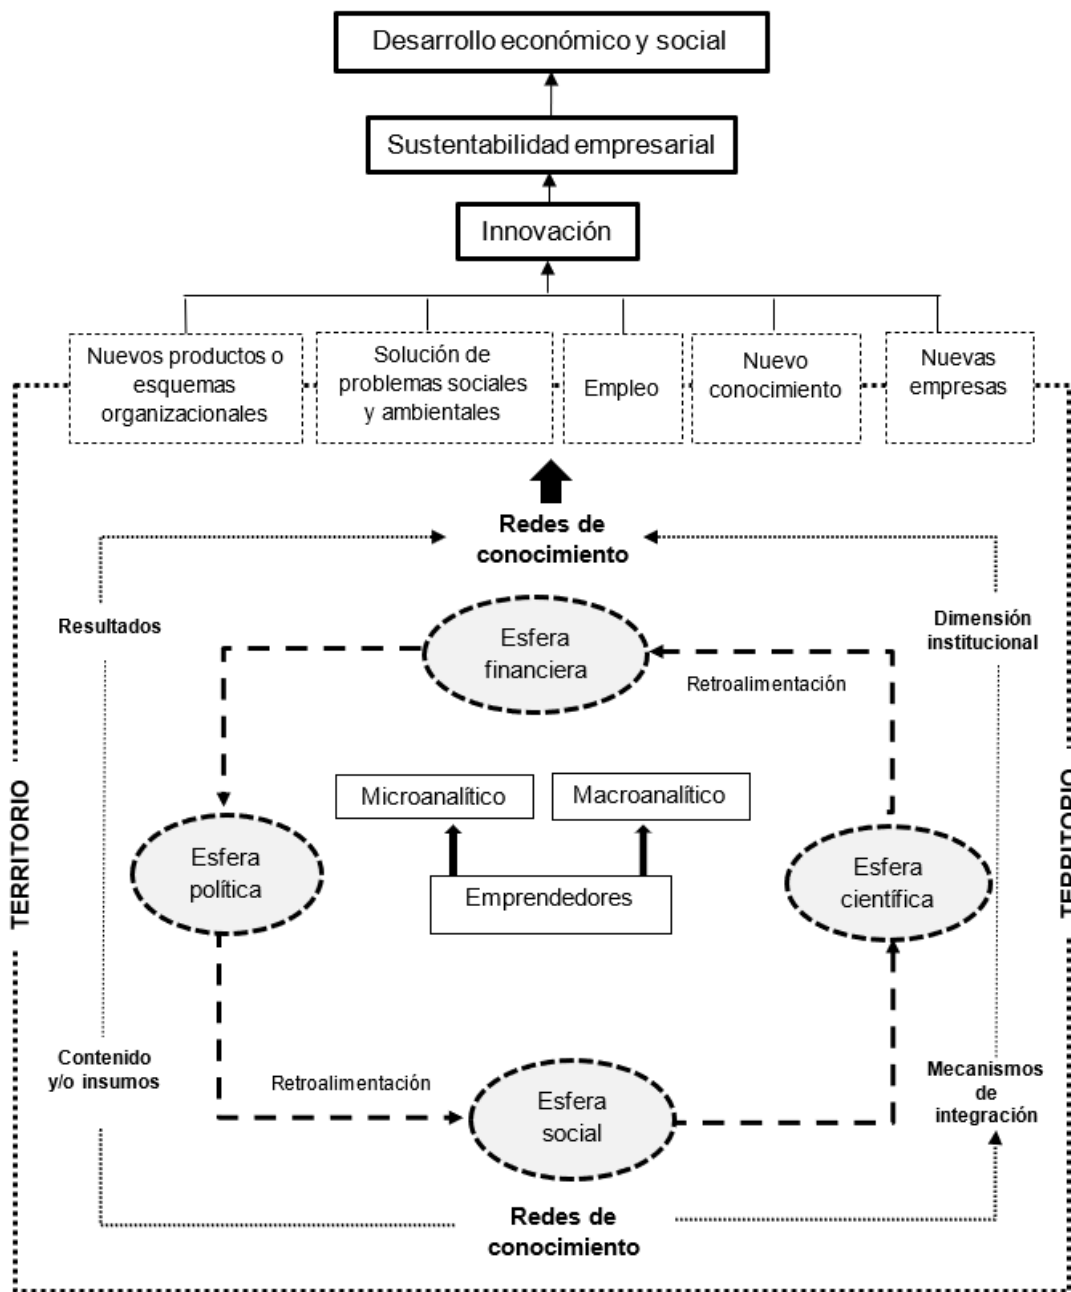 Desarrollo económico y social
Sustentabilidad empresarial
Innovación
Nuevos productos o
esquemas
organizacionales
Solución de
problemas sociales
y ambientales
Empleo
Nuevo
conocimiento
Nuevas
empresas
Redes de
conocimiento
Resultados
Dimensión
institucional
Esfera
financiera
Retroalimentación
Microanalítico
Macroanalítico
TERRITORIO
TERRITORIO
Esfera
política
Emprendedores
Esfera
científica
Contenido
y/o insumos
Retroalimentación
Esfera
social
Mecanismos
de
integración
Redes de
conocimiento